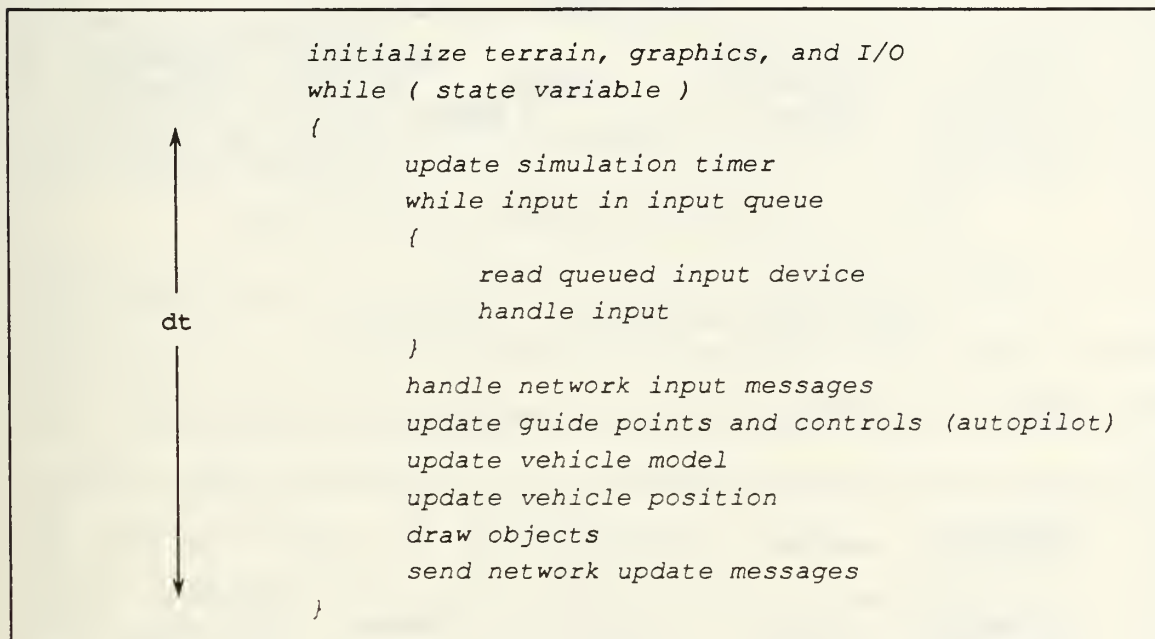 initialize terrain, graphics, and I/O
while ( state variable )
{
update simulation timer
while input in input queue
{
read queued input device
handle input
}
dt
handle network input messages
update guide points and controls (autopilot)
update vehicle model
update vehicle position
draw objects
send network update messages
}